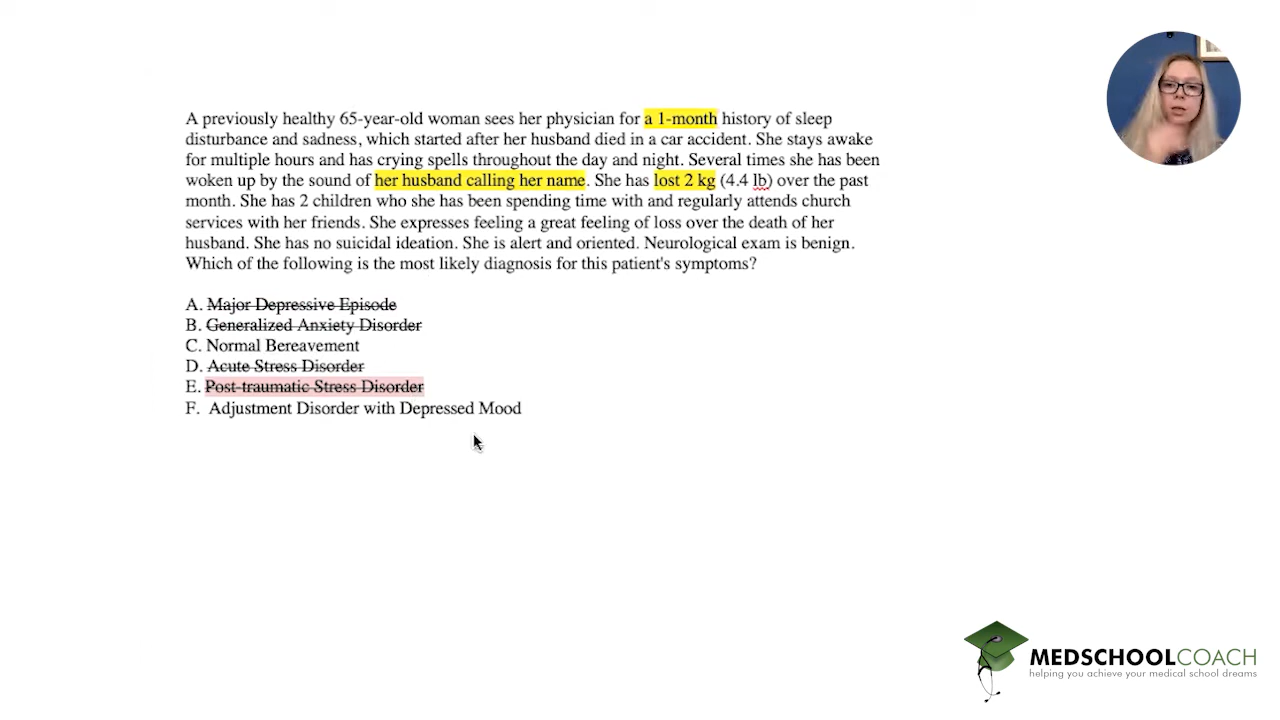 A previously healthy 65-year-old woman sees her physician for a 1-month history of sleep
disturbance and sadness, which started after her husband died in a car accident. She stays awake
for multiple hours and has crying spells throughout the day and night. Several times she has been
woken up by the sound of her husband calling her name. She has lost 2 kg (4.4 lb) over the past
month. She has 2 children who she has been spending time with and regularly attends church
services with her friends. She expresses feeling a great feeling of loss over the death of her
husband. She has no suicidal ideation. She is alert and oriented. Neurological exam is benign.
Which of the following is the most likely diagnosis for this patient's symptoms?
A. Major Depressive Episode
B. Generalized Anxiety Disorder
C. Normal Bereavement
D. Acute Stress Disorder
E. Post-traumatic Stress Disorder
F. Adjustment Disorder with Depressed Mood
MEDSCHOOLCOACH
helping you achieve your medical school dreams